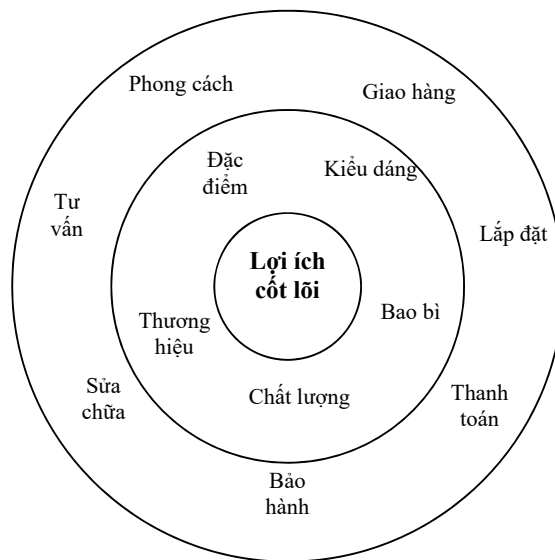 Phong cách
Giao hàng
Đặc
điểm
Kiểu dáng
Tư
vấn
Lắp đặt
Lợi ích
cốt lõi
Bao bì
Thương
hiệu
Sửa
chữa
Chất lượng
Thanh
toán
Bảo
hành